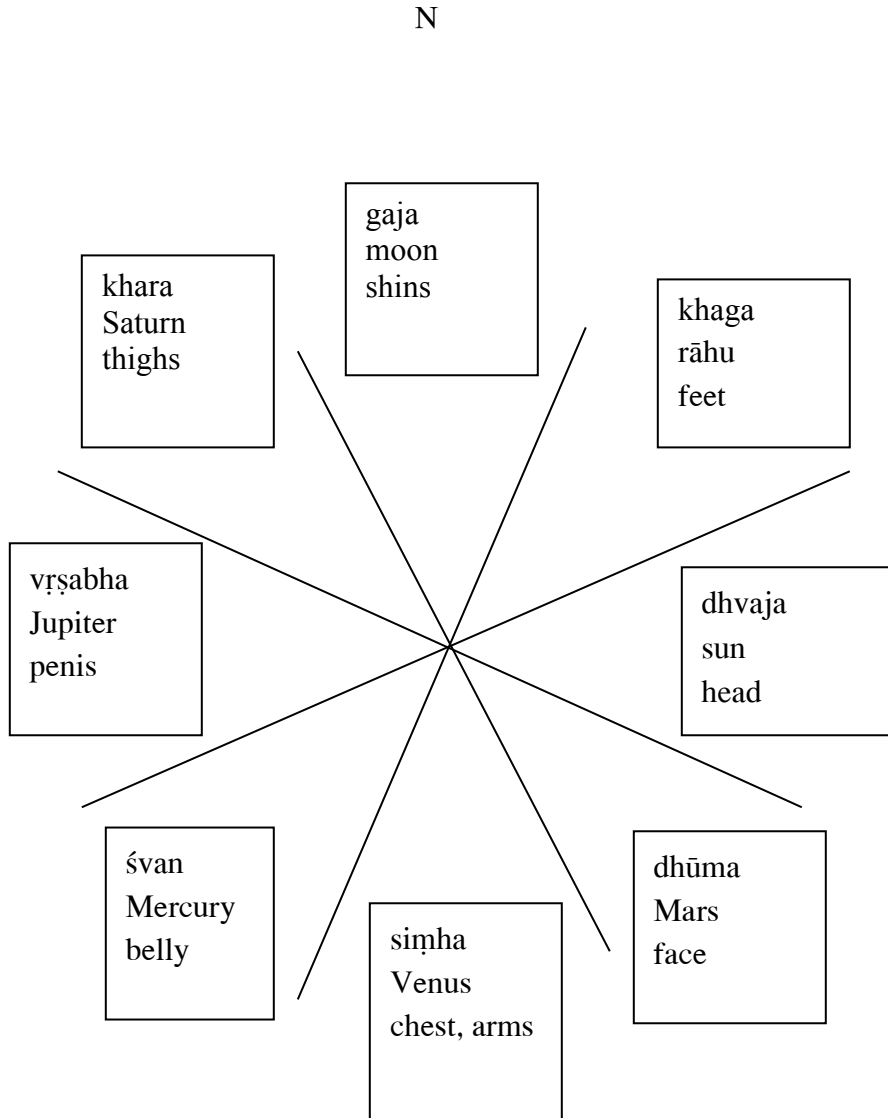 N
gaja
moon
shins
khara
Saturn
thighs
khaga
rāhu
feet
vṛṣabha
Jupiter
penis
dhvaja
sun
head
śvan
Mercury
belly
siṃha
Venus
chest, arms
dhūma
Mars
face